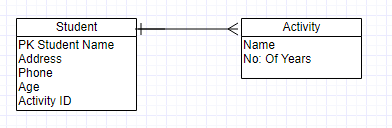 Student
PK Student Name
Address
Phone
Age
Activity ID
Activity
Name
No: Of Years